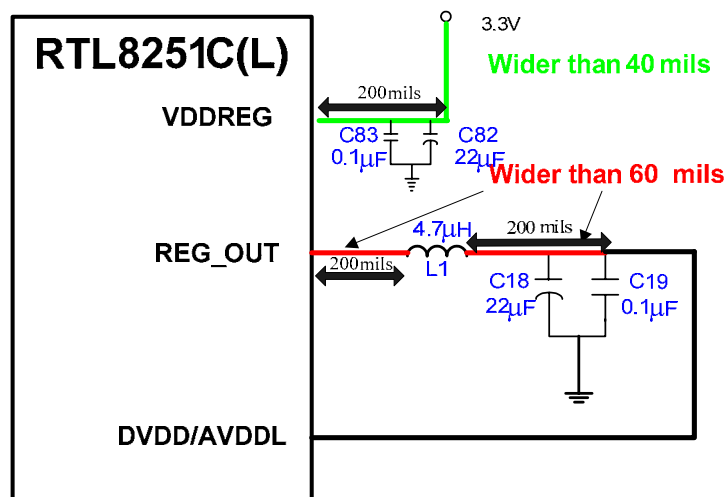 RTL8251C(L)
3.3V
Wider than 40 mils
200mils
VDDREG
C83
0.1µF
C82
22µF
Wider than 60 mils
4.7µH
200 mils
REG_OUT
200mils
L1
C18
22µF
C19
0.1µF
DVDD/AVDDL